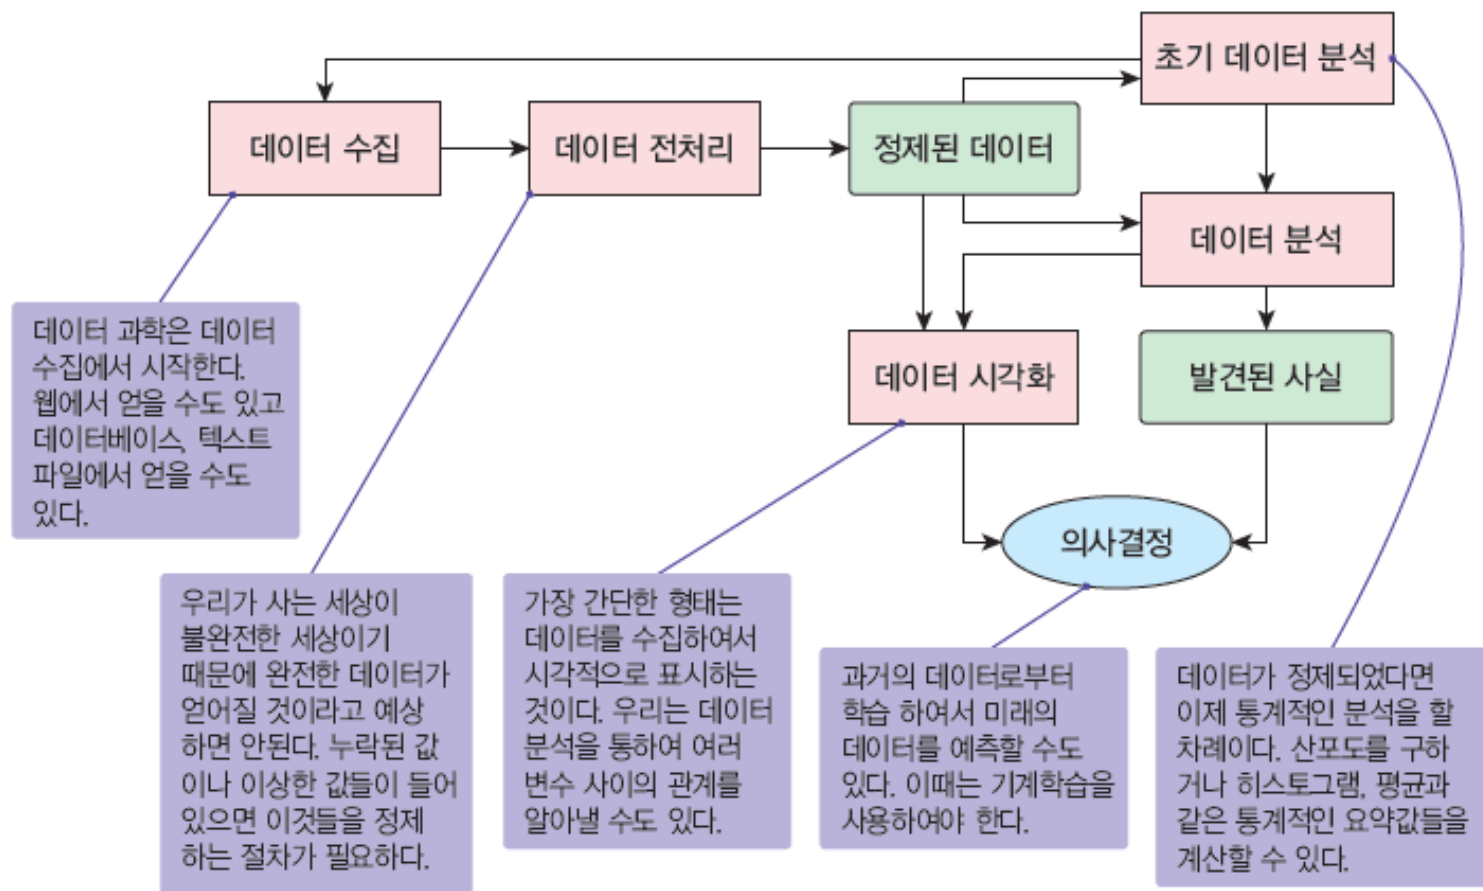 초기 데이터 분석
데이터 수집
데이터 전처리
정제된 데이터
데이터 분석
데이터 시각화
발견된 사실
의사결정
데이터 과학은 데이터
수집에서 시작한다.
웹에서 얻을 수도 있고
데이터베이스, 텍스트
파일에서 얻을 수도
있다.
우리가 사는 세상이
불완전한 세상이기
때문에 완전한 데이터가
얻어질 것이라고 예상
하면 안된다. 누락된 값
이나 이상한 값들이 들어
있으면 이것들을 정제
하는 절차가 필요하다.
가장 간단한 형태는
데이터를 수집하여서
시각적으로 표시하는
것이다. 우리는 데이터
분석을 통하여 여러
변수 사이의 관계를
알아낼 수도 있다.
과거의 데이터로부터
학습 하여서 미래의
데이터를 예측할 수도
있다. 이때는 기계학습을
사용하여야 한다.
데이터가 정제되었다면
이제 통계적인 분석을 할
차례이다. 산포도를 구하
거나 히스토그램, 평균과
같은 통계적인 요약값들을
계산할 수 있다.